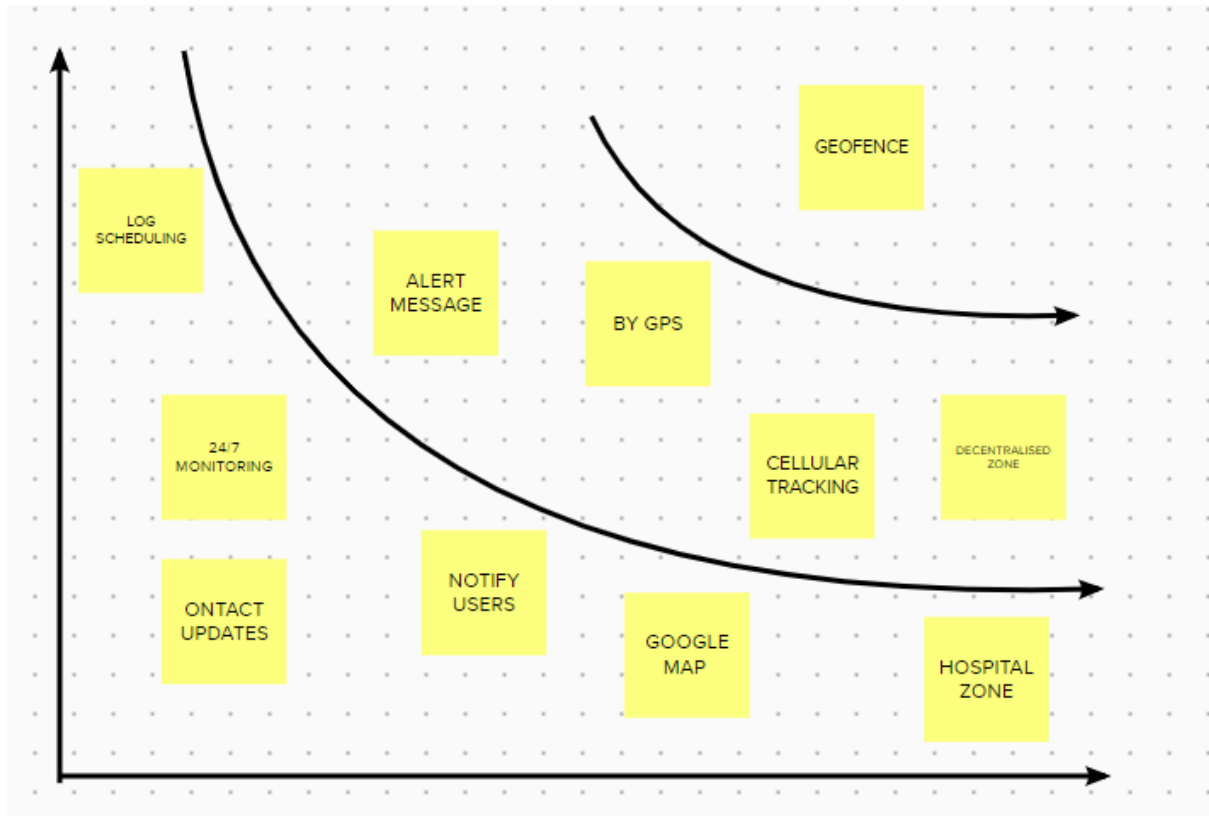 GEOFENCE
LOG
SCHEDULING
ALERT
MESSAGE
BY GPS
24/7
MONITORING
CELLULAR
TRACKING
DECENTRALISED
ZONE
ONTACT
UPDATES
NOTIFY
USERS
GOOGLE
MAP
HOSPITAL
ZONE